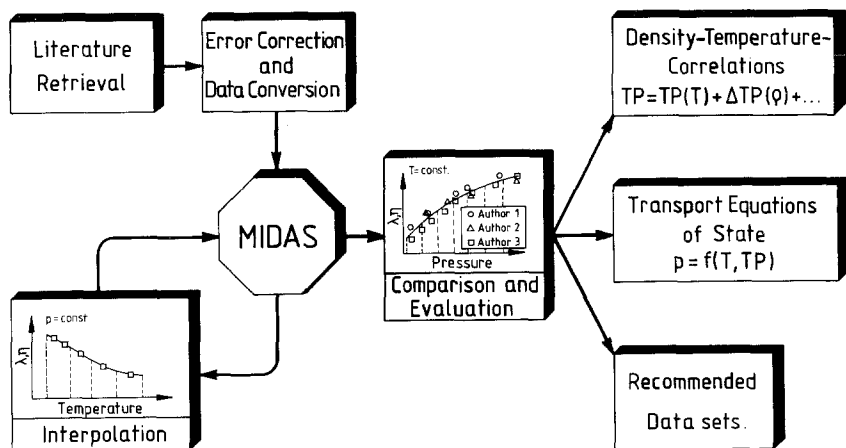 Literature
Retrieval
Error Correction
and
Data Conversion
MIDAS
p=const
λ,η
Temperature
Interpolation
T=const.
λ,η
○ Author 1
△ Author 2
□ Author 3
Pressure
Comparison and
Evaluation
Density-Temperature-
Correlations
TP=TP(T)+ΔTP(ϱ)+...
Transport Equations
of State
p=f(T,TP)
Recommended
Data sets.